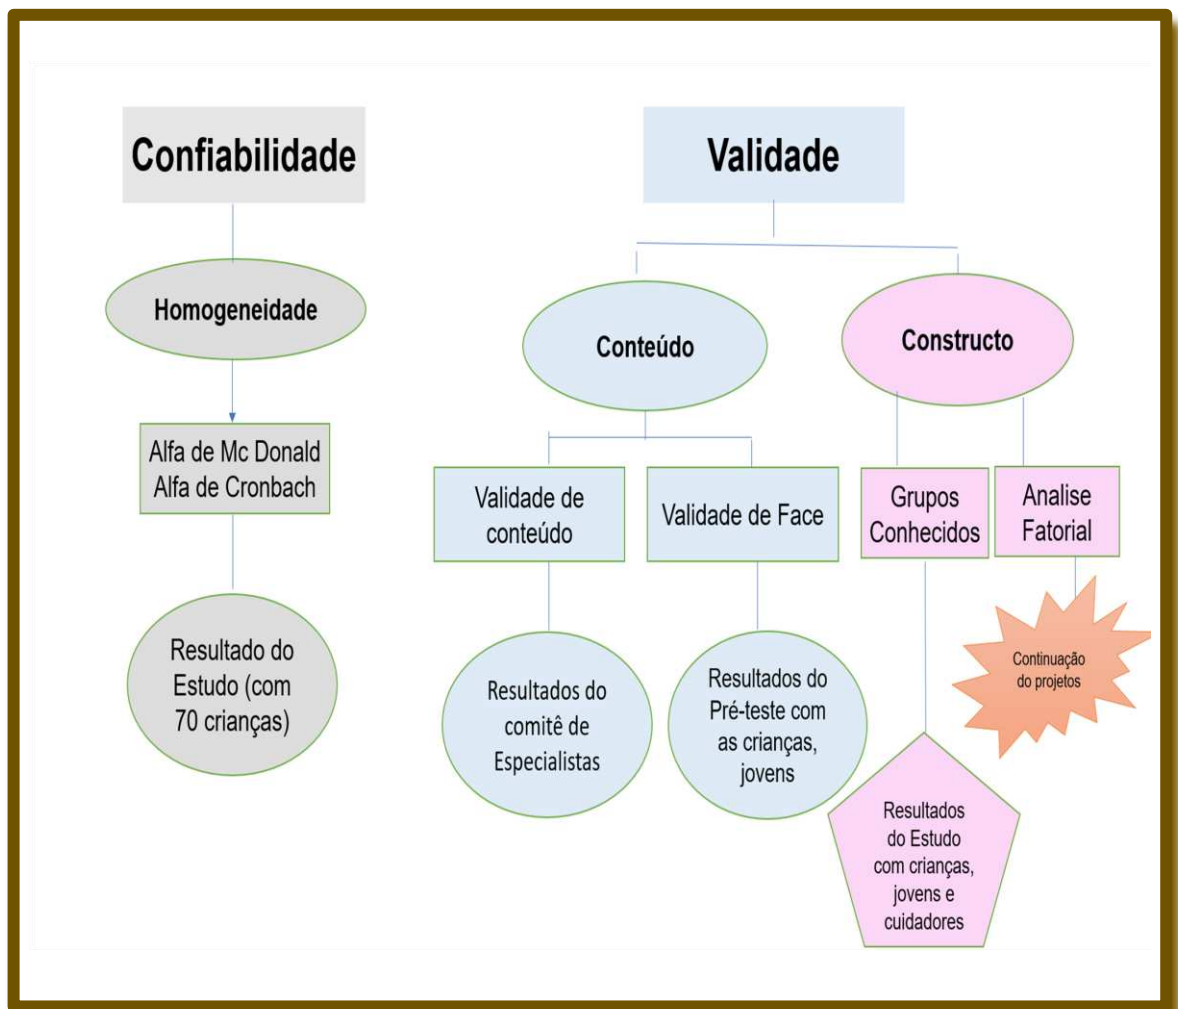 Confiabilidade
Homogeneidade
Alfa de Mc Donald
Alfa de Cronbach
Resultado do
Estudo (com
70 crianças)
Validade
Conteúdo
Validade de
conteúdo
Resultados do
comitê de
Especialistas
Validade de Face
Resultados do
Pré-teste com
as crianças,
jovens
Constructo
Grupos
Conhecidos
Resultados
do Estudo
com crianças,
jovens e
cuidadores
Analise
Fatorial
Continuação
do projetos